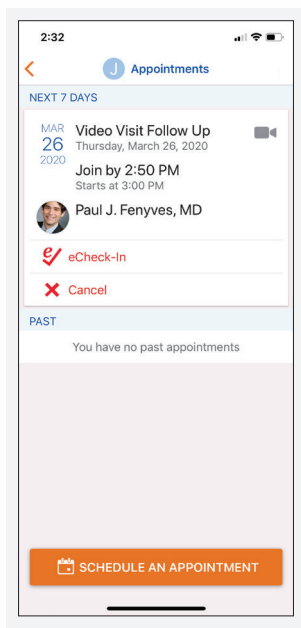 2:32
J Appointments
NEXT 7 DAYS
MAR
26
2020
Video Visit Follow Up
Thursday, March 26, 2020
Join by 2:50 PM
Starts at 3:00 PM
Paul J. Fenyves, MD
eCheck-In
Cancel
PAST
You have no past appointments
SCHEDULE AN APPOINTMENT